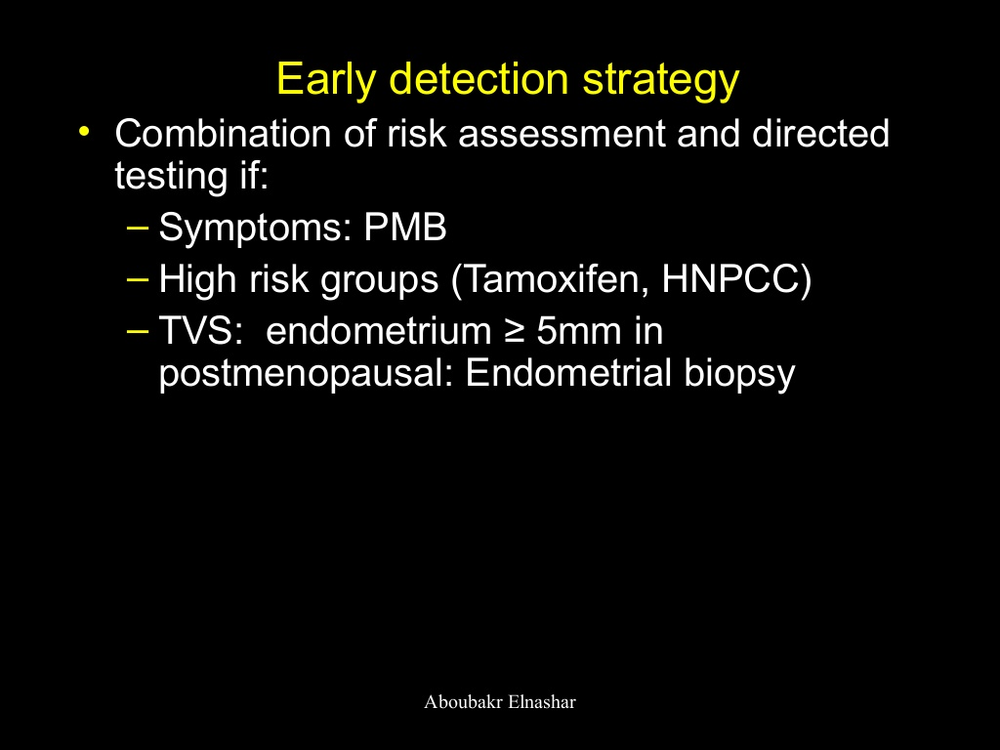 Early detection strategy
• Combination of risk assessment and directed
testing if:
– Symptoms: PMB
– High risk groups (Tamoxifen, HNPCC)
– TVS:  endometrium ≥ 5mm in
postmenopausal: Endometrial biopsy
Aboubakr Elnashar